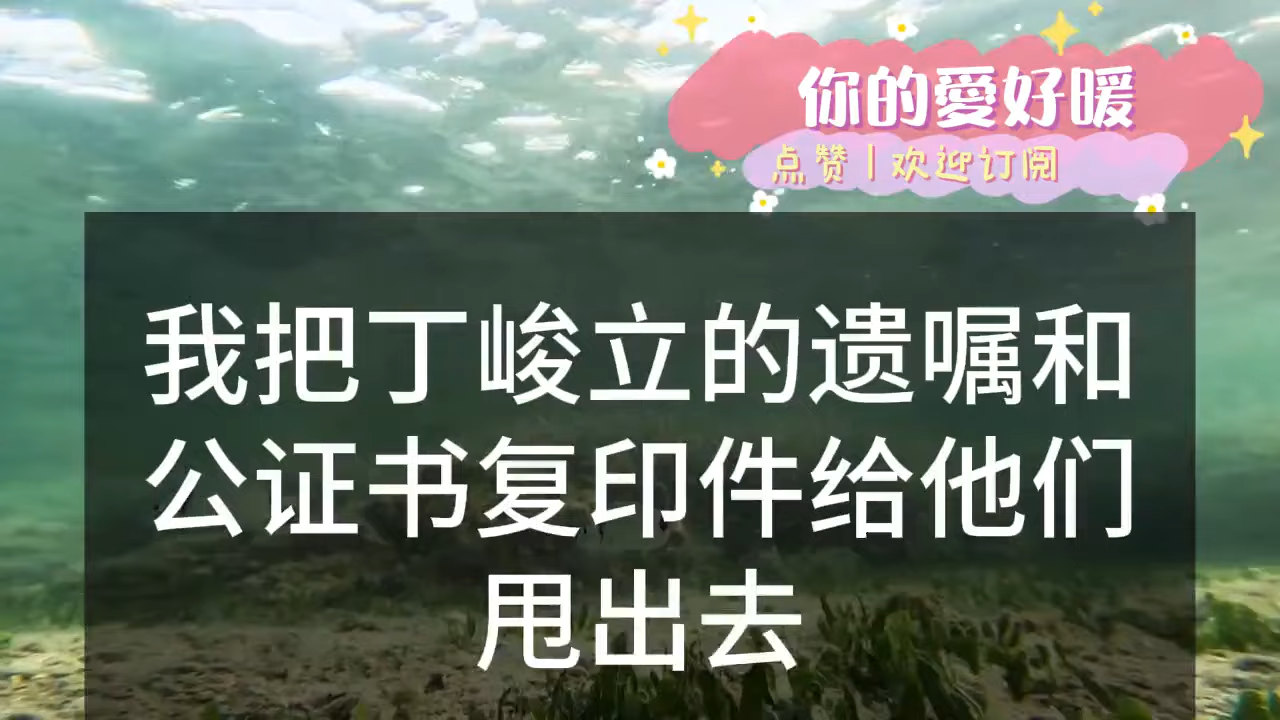 你的愛好暖
点赞 | 欢迎订阅
我把丁峻立的遗嘱和
公证书复印件给他们
甩出去